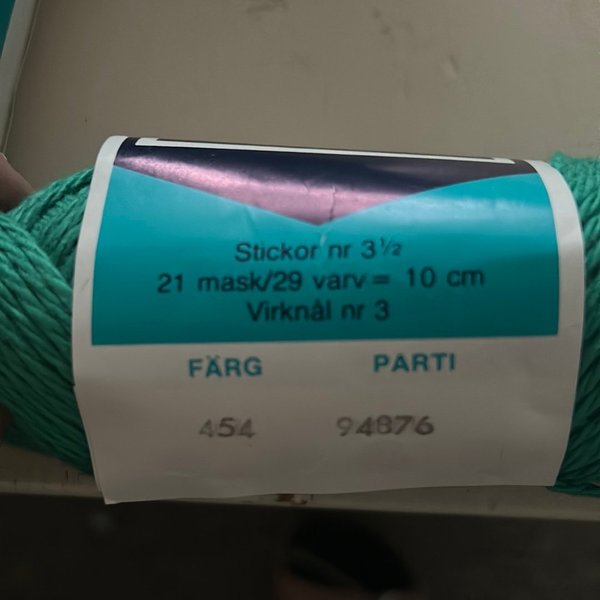 Stickor nr 3½
21 mask/29 varv = 10 cm
Virknål nr 3
FÄRG PARTI
454 94876